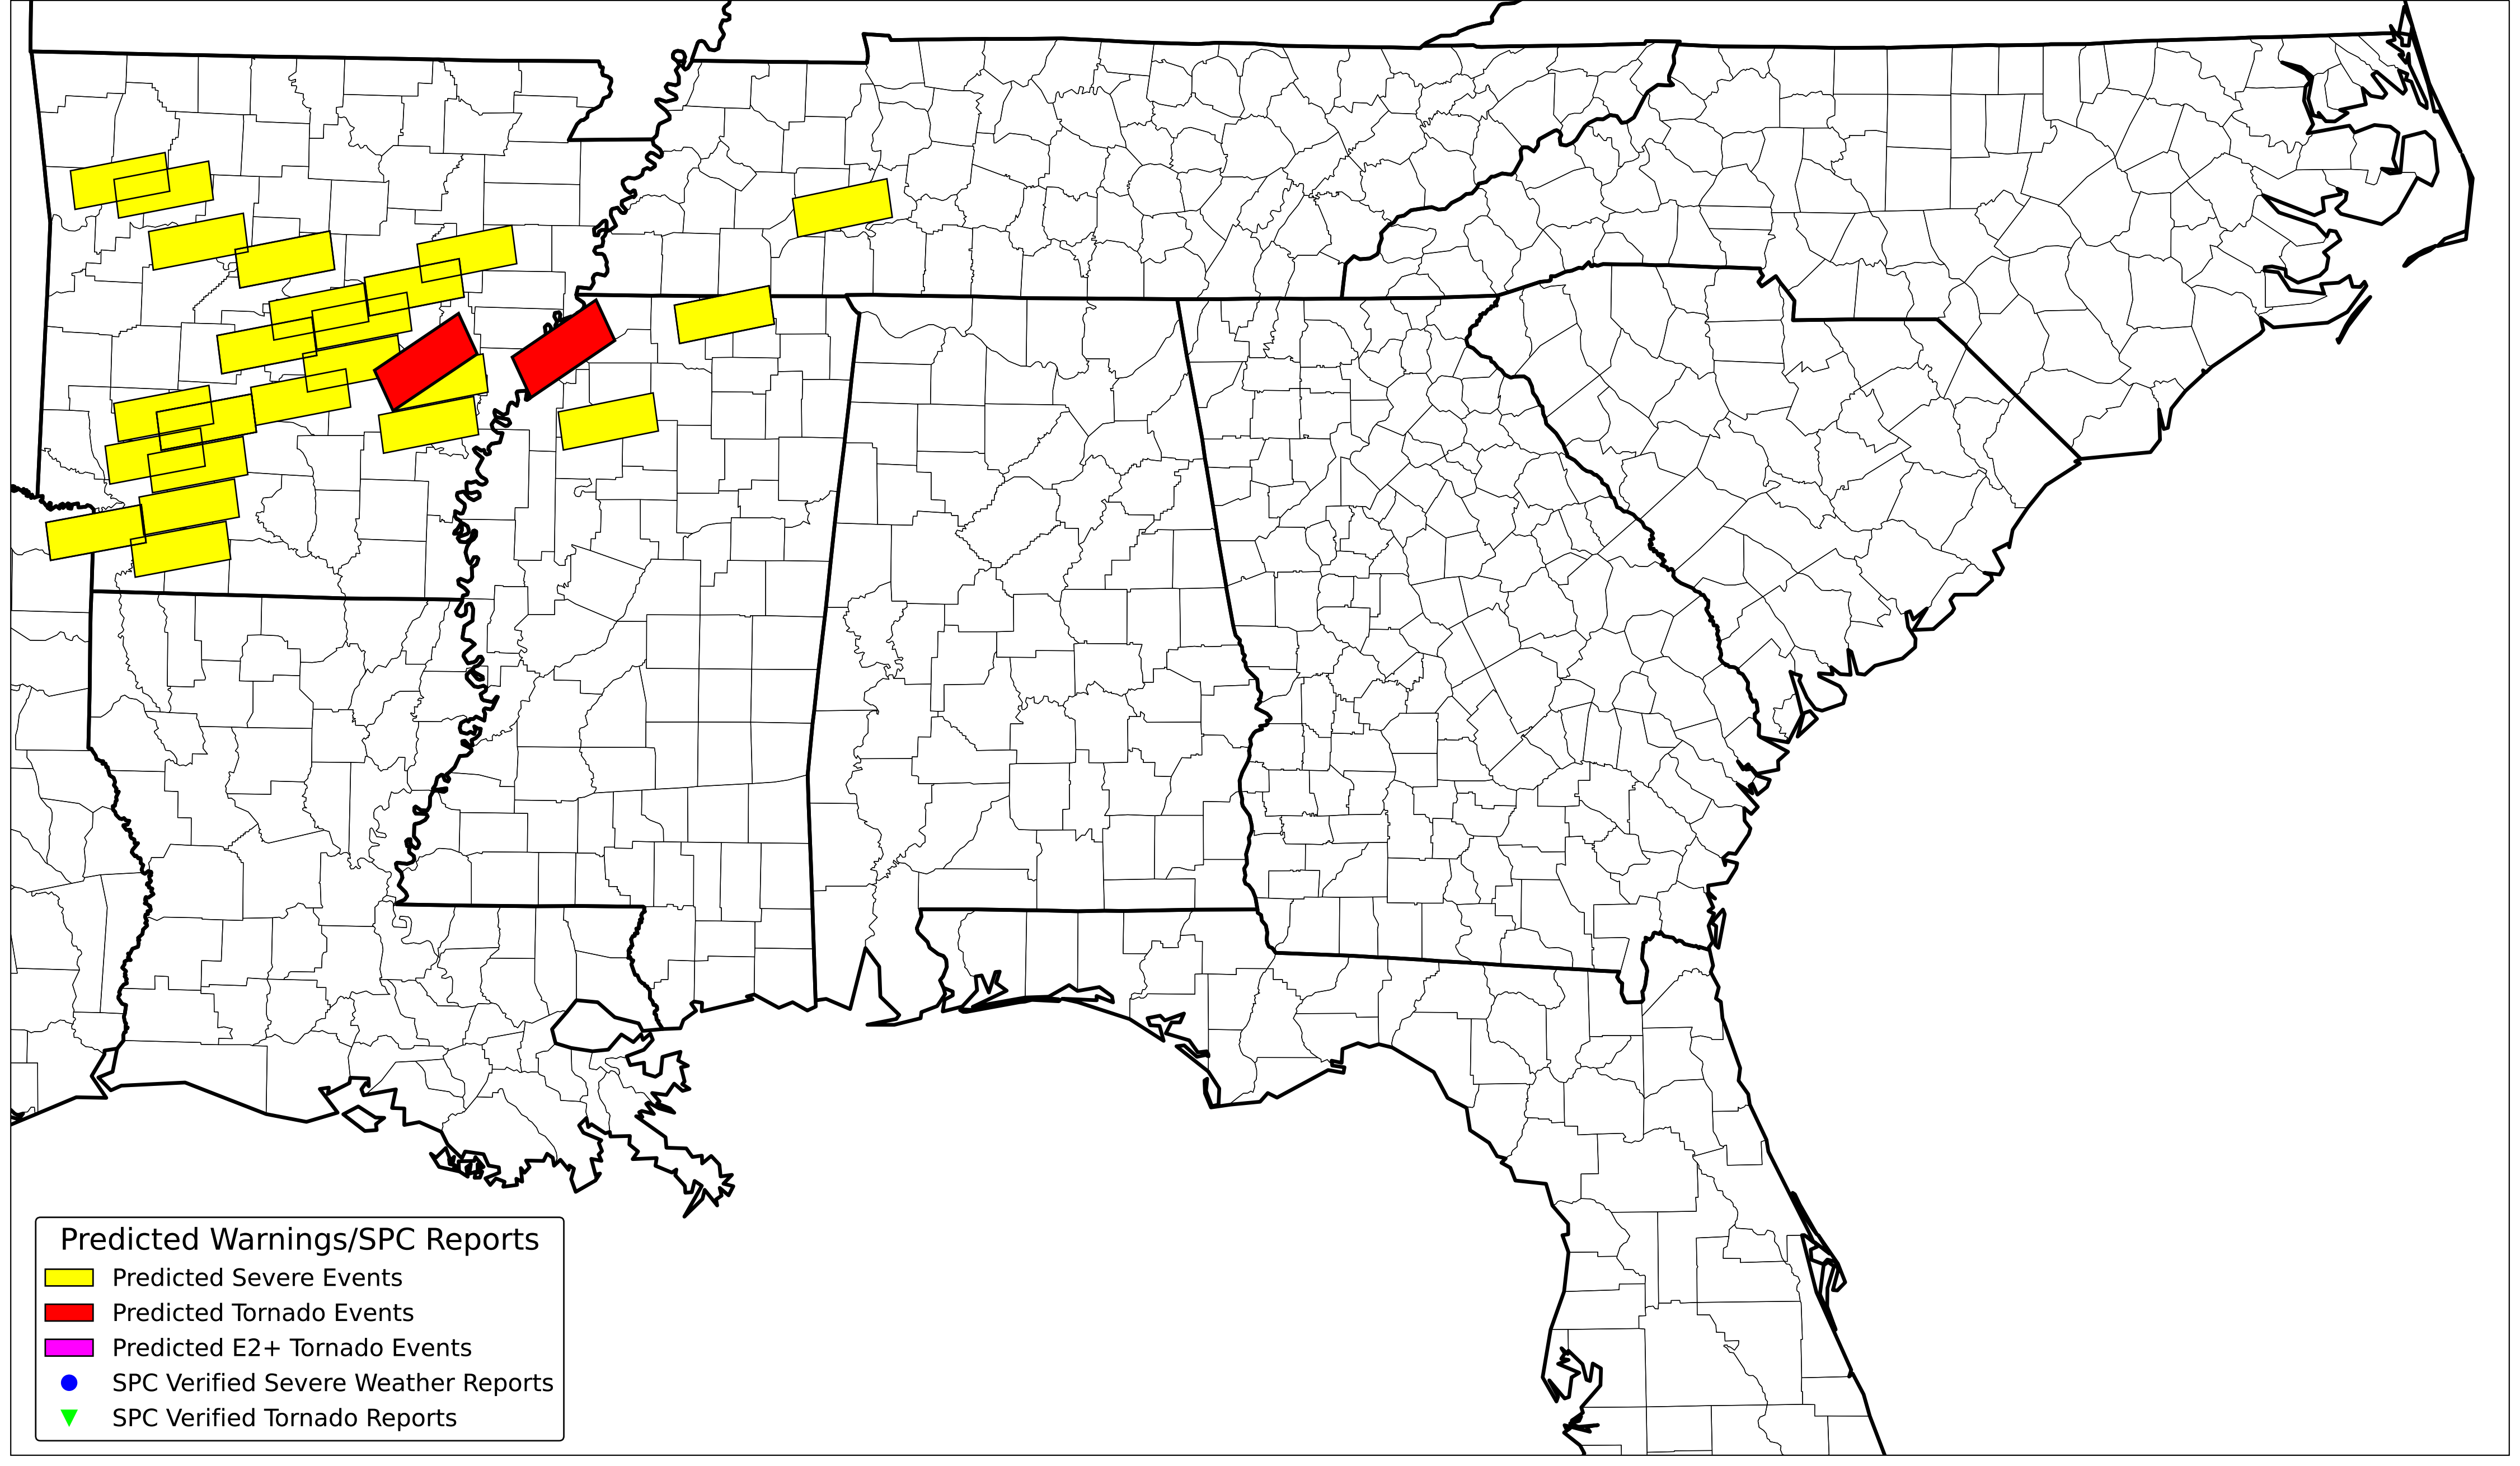 Predicted Warnings/SPC Reports
Predicted Severe Events
Predicted Tornado Events
Predicted E2+ Tornado Events
SPC Verified Severe Weather Reports
SPC Verified Tornado Reports